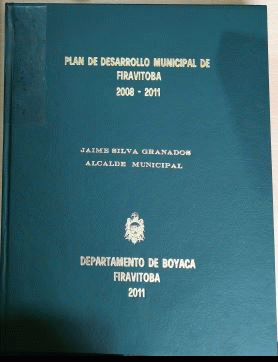 PLAN DE DESARROLLO MUNICIPAL DE
FIRAVITOBA
2008 - 2011
JAIME SILVA GRANADOS
ALCALDE MUNICIPAL
DEPARTAMENTO DE BOYACA
FIRAVITOBA
2011